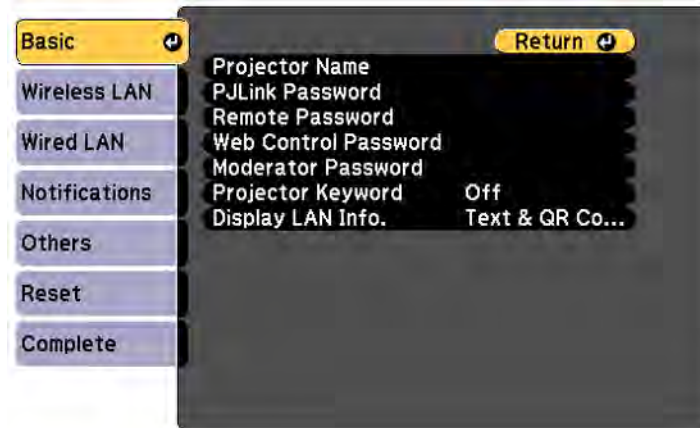 Basic
Wireless LAN
Wired LAN
Notifications
Others
Reset
Complete
Return
Projector Name
PJLink Password
Remote Password
Web Control Password
Moderator Password
Projector Keyword Off
Display LAN Info. Text & QR Co...